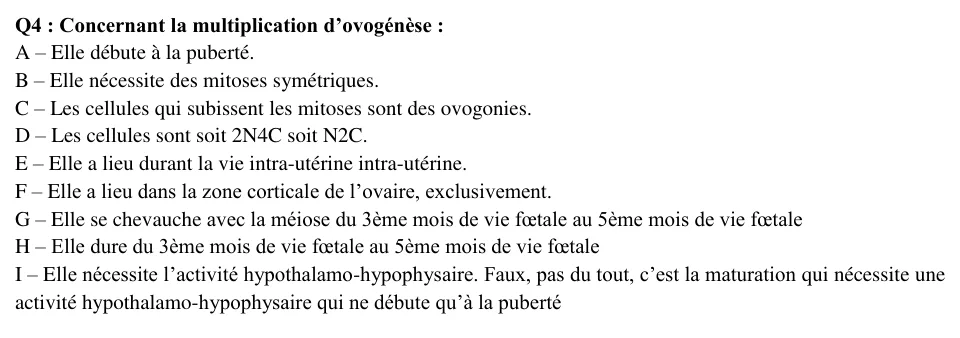 Q4 : Concernant la multiplication d’ovogénèse :
A – Elle débute à la puberté.
B – Elle nécessite des mitoses symétriques.
C – Les cellules qui subissent les mitoses sont des ovogonies.
D – Les cellules sont soit 2N4C soit N2C.
E – Elle a lieu durant la vie intra-utérine intra-utérine.
F – Elle a lieu dans la zone corticale de l’ovaire, exclusivement.
G – Elle se chevauche avec la méiose du 3ème mois de vie fœtale au 5ème mois de vie fœtale
H – Elle dure du 3ème mois de vie fœtale au 5ème mois de vie fœtale
I – Elle nécessite l’activité hypothalamo-hypophysaire. Faux, pas du tout, c’est la maturation qui nécessite une
activité hypothalamo-hypophysaire qui ne débute qu’à la puberté